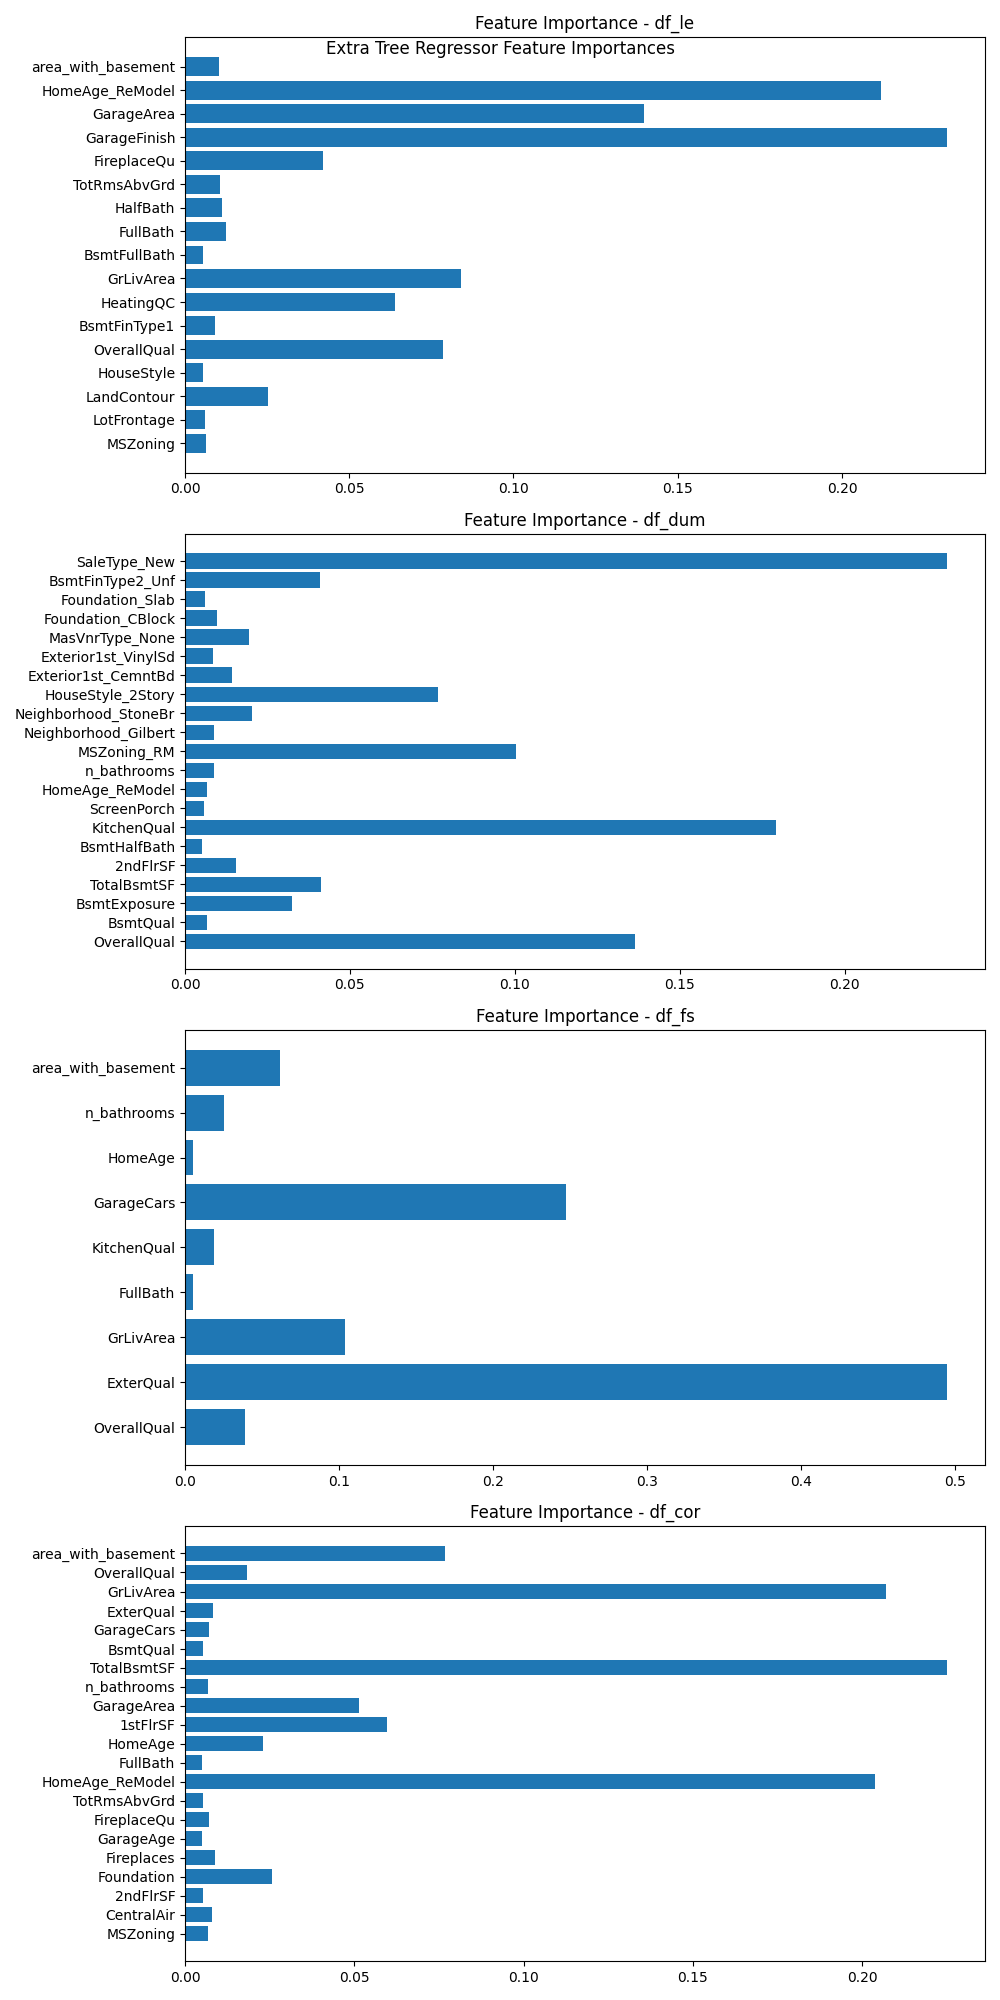 Feature Importance - df_le
Extra Tree Regressor Feature Importances
area_with_basement
HomeAge_ReModel
GarageArea
GarageFinish
FireplaceQu
TotRmsAbvGrd
HalfBath
FullBath
BsmtFullBath
GrLivArea
HeatingQC
BsmtFinType1
OverallQual
HouseStyle
LandContour
LotFrontage
MSZoning
0.00 0.05 0.10 0.15 0.20
Feature Importance - df_dum
SaleType_New
BsmtFinType2_Unf
Foundation_Slab
Foundation_CBlock
MasVnrType_None
Exterior1st_VinylSd
Exterior1st_CemntBd
HouseStyle_2Story
Neighborhood_StoneBr
Neighborhood_Gilbert
MSZoning_RM
n_bathrooms
HomeAge_ReModel
ScreenPorch
KitchenQual
BsmtHalfBath
2ndFlrSF
TotalBsmtSF
BsmtExposure
BsmtQual
OverallQual
0.00 0.05 0.10 0.15 0.20
Feature Importance - df_fs
area_with_basement
n_bathrooms
HomeAge
GarageCars
KitchenQual
FullBath
GrLivArea
ExterQual
OverallQual
0.0 0.1 0.2 0.3 0.4 0.5
Feature Importance - df_cor
area_with_basement
OverallQual
GrLivArea
ExterQual
GarageCars
BsmtQual
TotalBsmtSF
n_bathrooms
GarageArea
1stFlrSF
HomeAge
FullBath
HomeAge_ReModel
TotRmsAbvGrd
FireplaceQu
GarageAge
Fireplaces
Foundation
2ndFlrSF
CentralAir
MSZoning
0.00 0.05 0.10 0.15 0.20